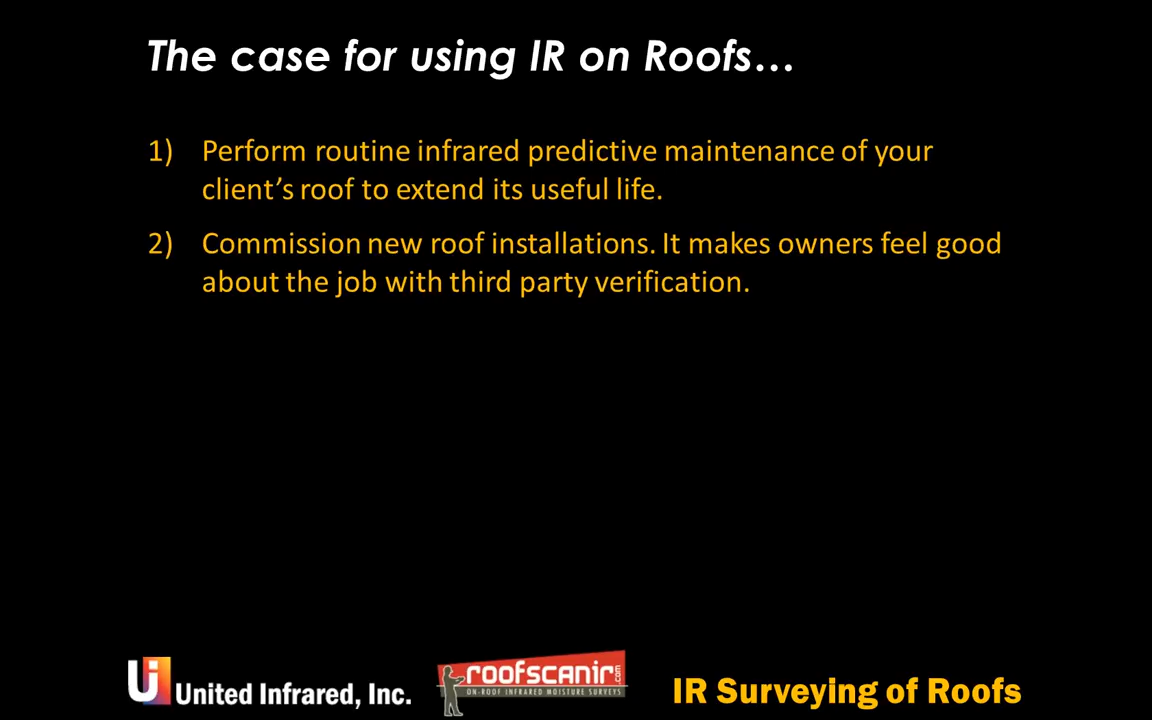 The case for using IR on Roofs…
1) Perform routine infrared predictive maintenance of your
client’s roof to extend its useful life.
2) Commission new roof installations. It makes owners feel good
about the job with third party verification.
Ui United Infrared, Inc.
roofscanir.com
ON-ROOF INFRARED MOISTURE SURVEYS
IR Surveying of Roofs